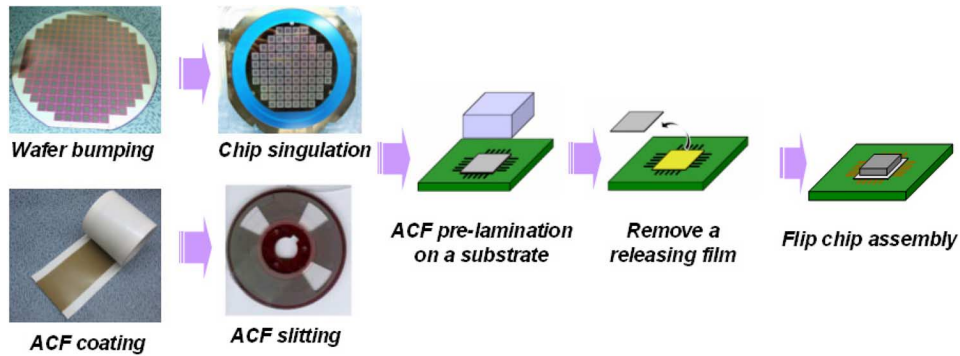 Wafer bumping
Chip singulation
ACF pre-lamination
on a substrate
Remove a
releasing film
Flip chip assembly
ACF coating
ACF slitting